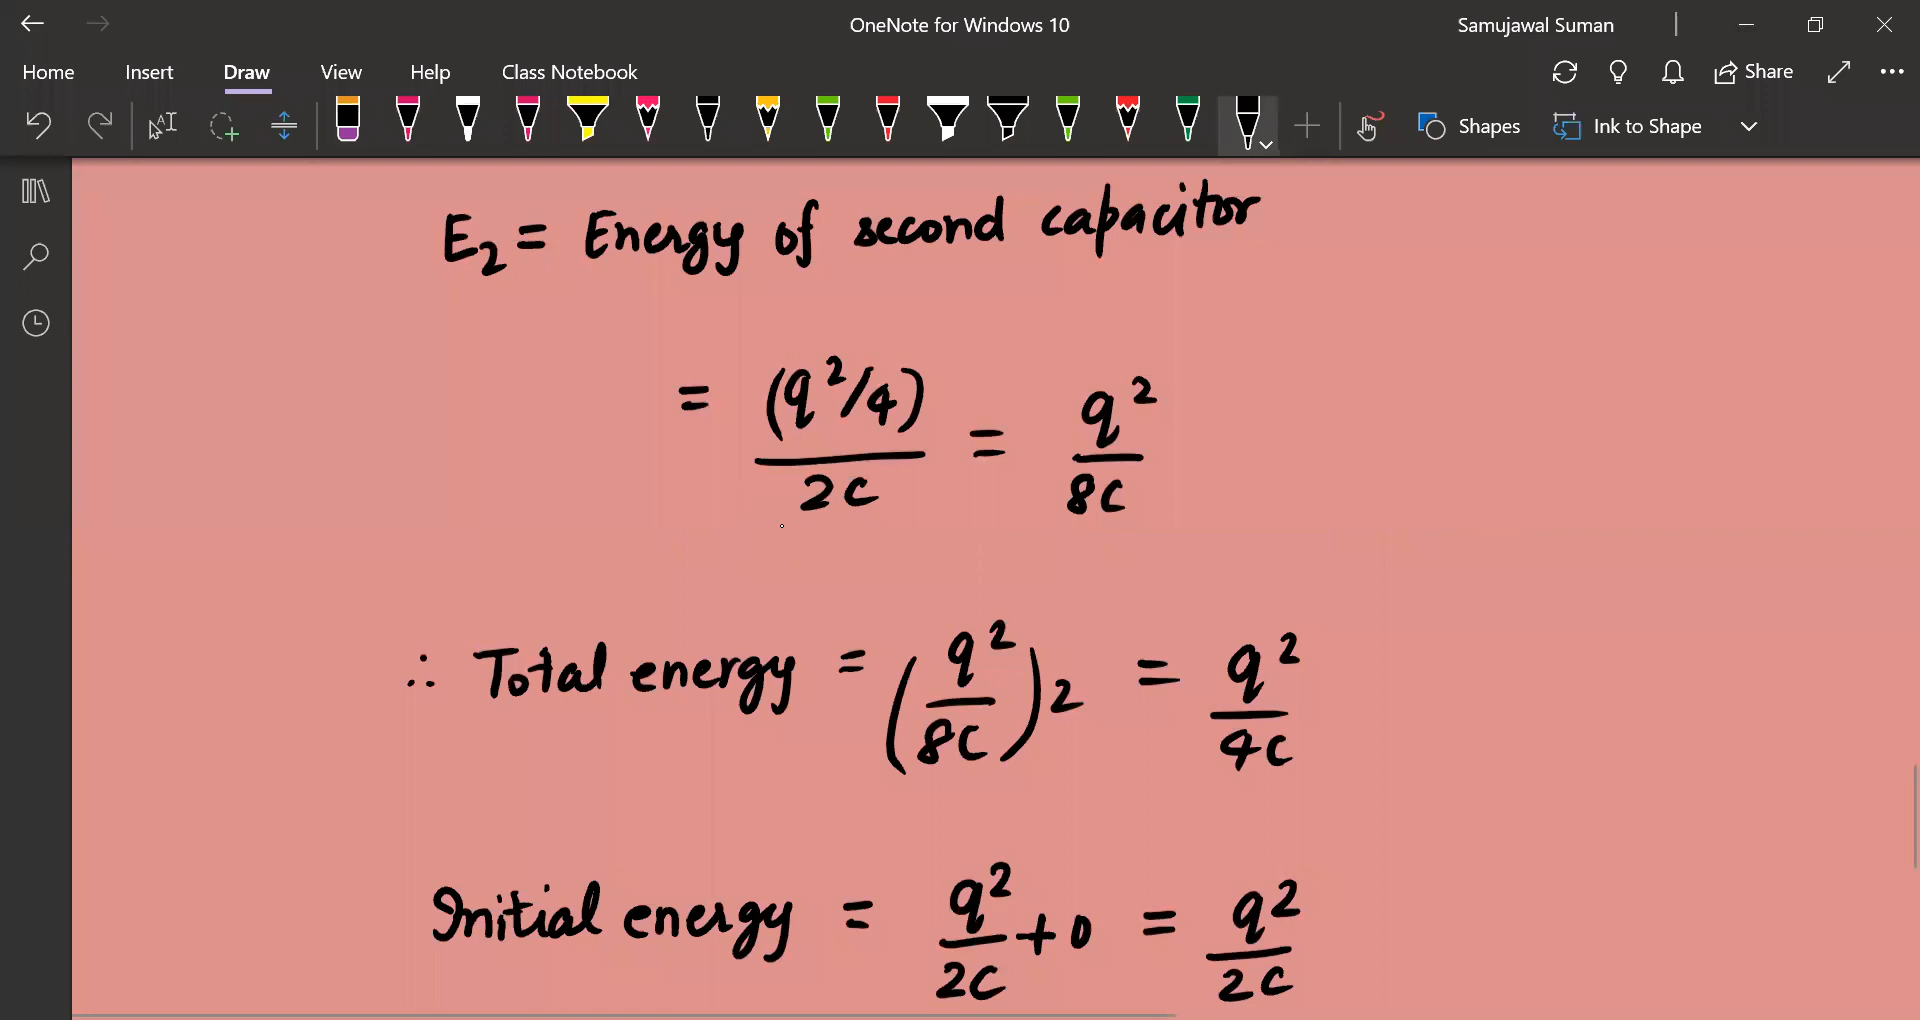 OneNote for Windows 10
Samujawal Suman
Home Insert Draw View Help Class Notebook
Share
Shapes
Ink to Shape
E₂ = Energy of second capacitor
= (q²/4)/2C = q²/8C
∴ Total energy = (q²/8C)2 = q²/4C
Initial energy = q²/2C + 0 = q²/2C